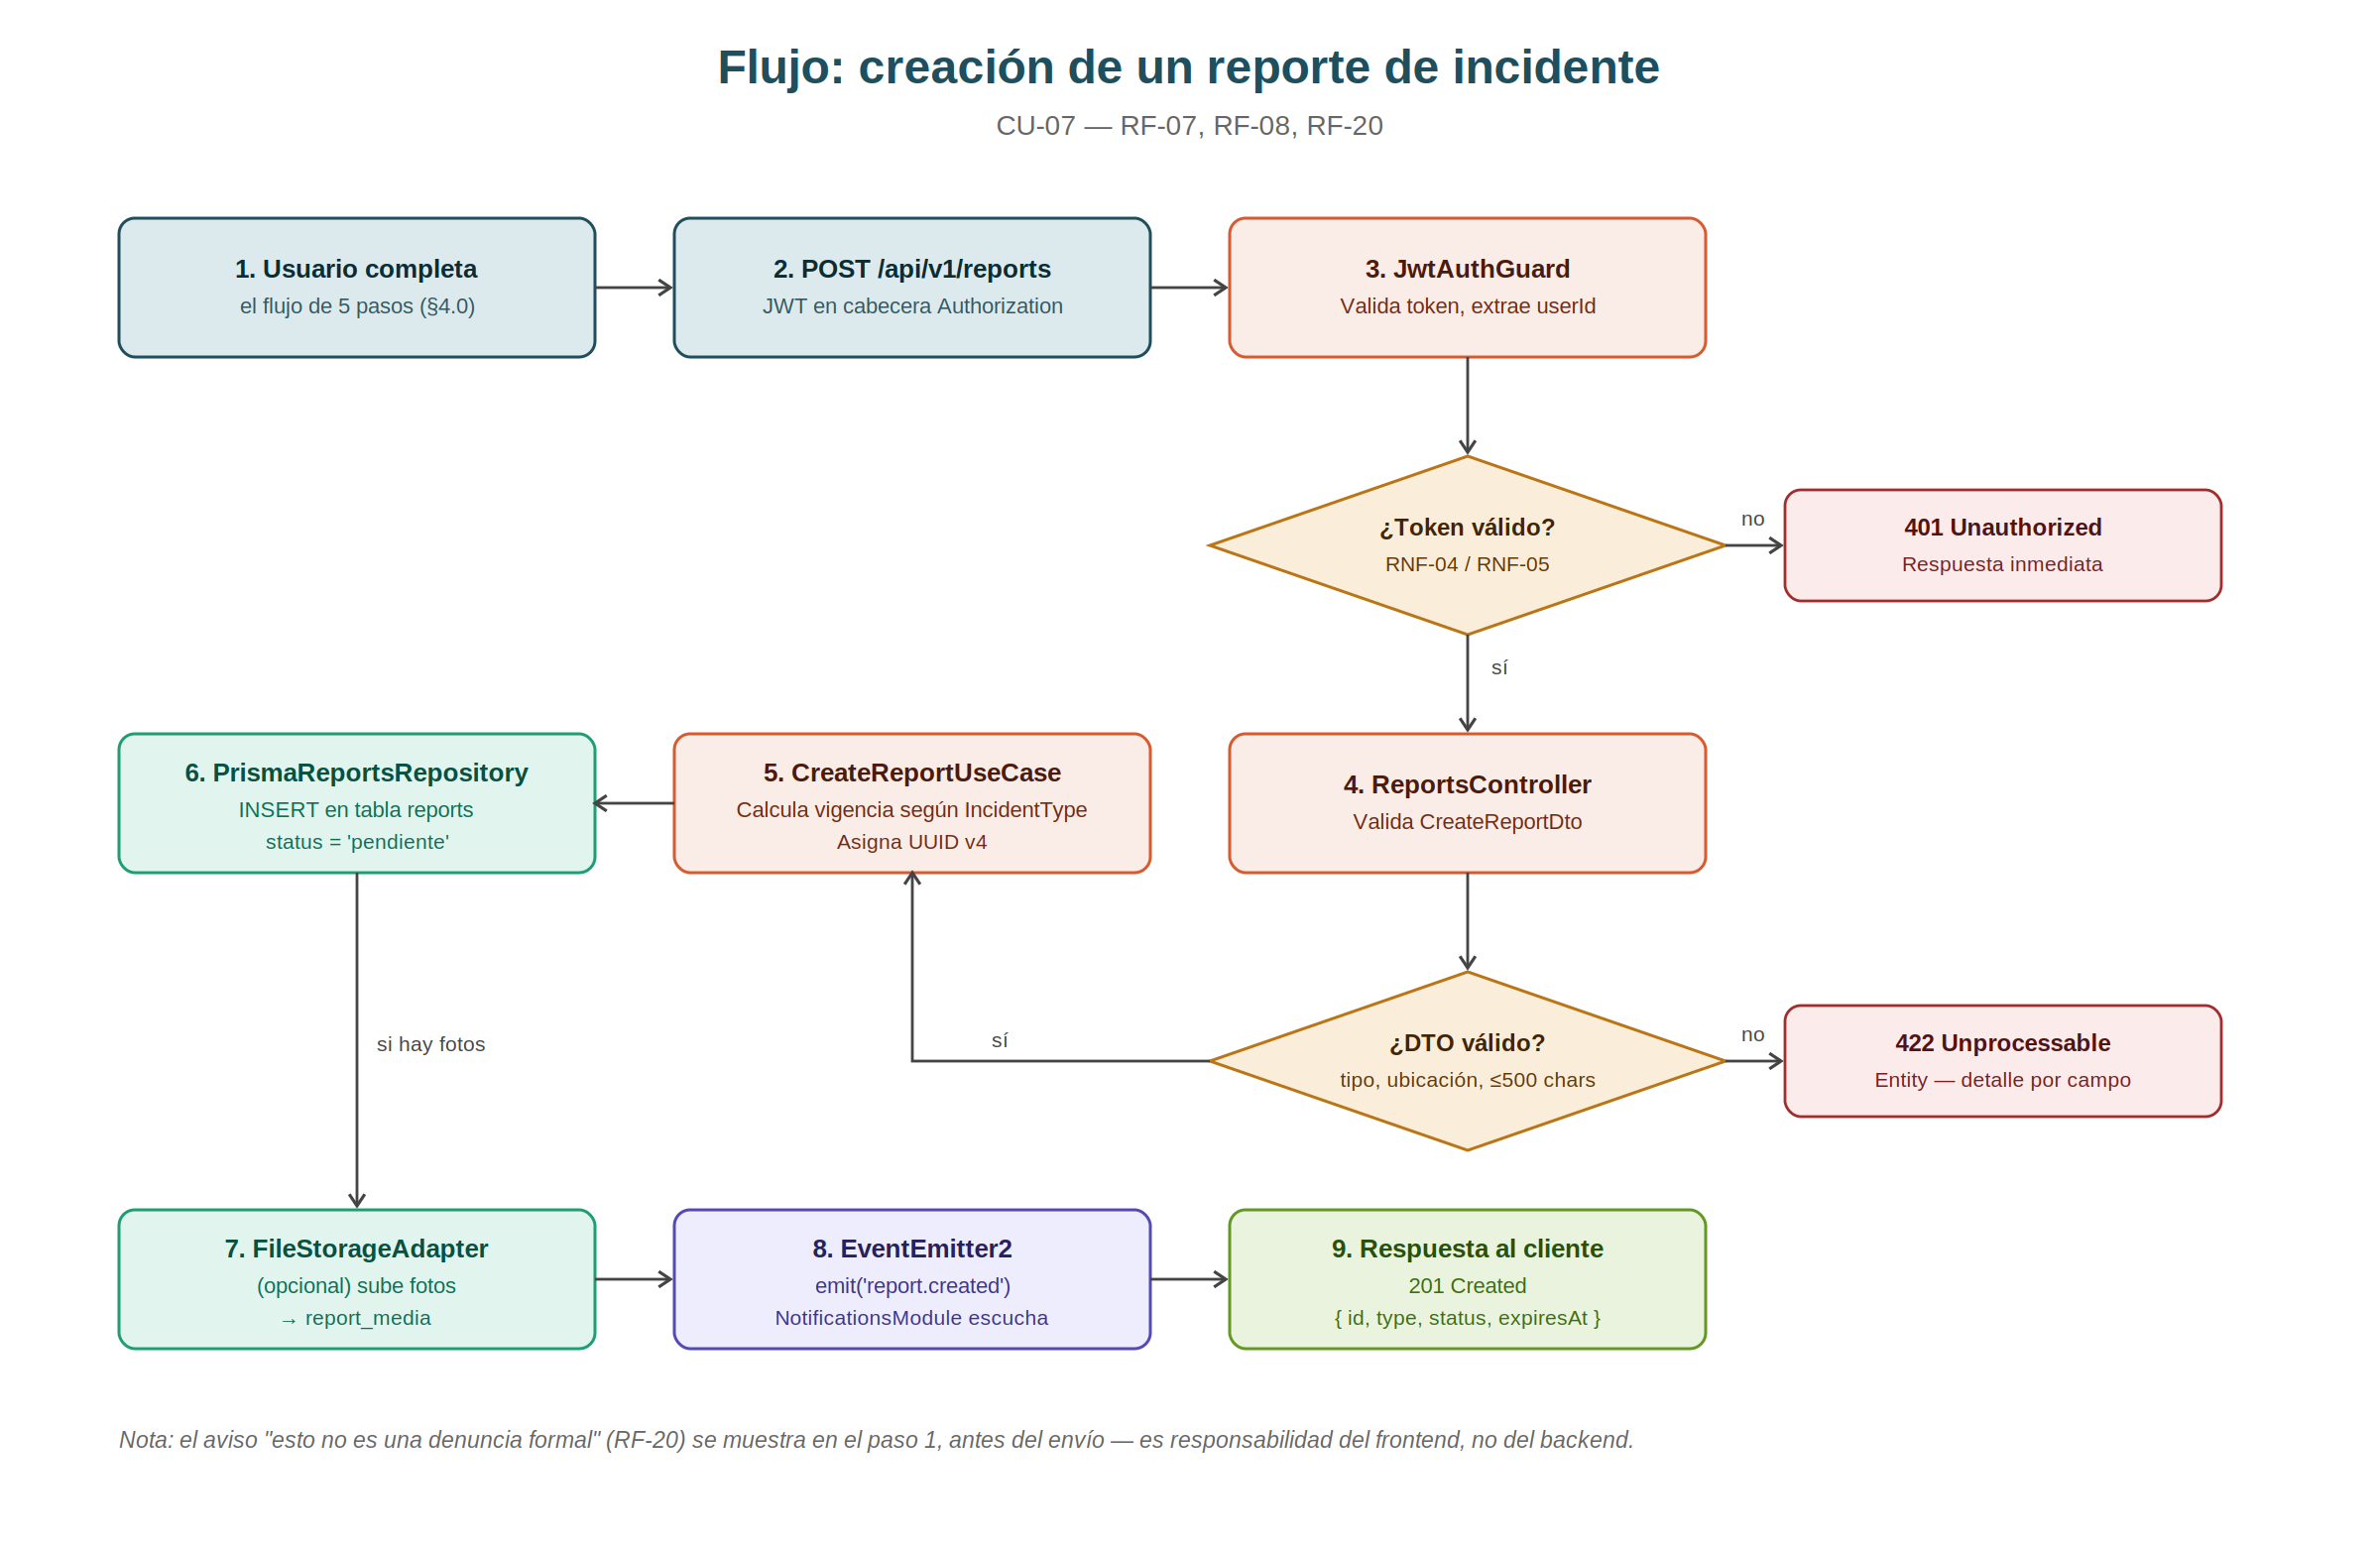 Flujo: creación de un reporte de incidente
CU-07 — RF-07, RF-08, RF-20
1. Usuario completa
el flujo de 5 pasos (§4.0)
2. POST /api/v1/reports
JWT en cabecera Authorization
3. JwtAuthGuard
Valida token, extrae userId
¿Token válido?
RNF-04 / RNF-05
no
401 Unauthorized
Respuesta inmediata
sí
6. PrismaReportsRepository
INSERT en tabla reports
status = 'pendiente'
5. CreateReportUseCase
Calcula vigencia según IncidentType
Asigna UUID v4
4. ReportsController
Valida CreateReportDto
si hay fotos
sí
¿DTO válido?
tipo, ubicación, ≤500 chars
no
422 Unprocessable
Entity — detalle por campo
7. FileStorageAdapter
(opcional) sube fotos
→ report_media
8. EventEmitter2
emit('report.created')
NotificationsModule escucha
9. Respuesta al cliente
201 Created
{ id, type, status, expiresAt }
Nota: el aviso "esto no es una denuncia formal" (RF-20) se muestra en el paso 1, antes del envío — es responsabilidad del frontend, no del backend.